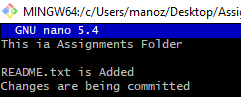 MINGW64:/c/Users/manoz/Desktop/Assig
GNU nano 5.4
This ia Assignments Folder
README.txt is Added
Changes are being committed